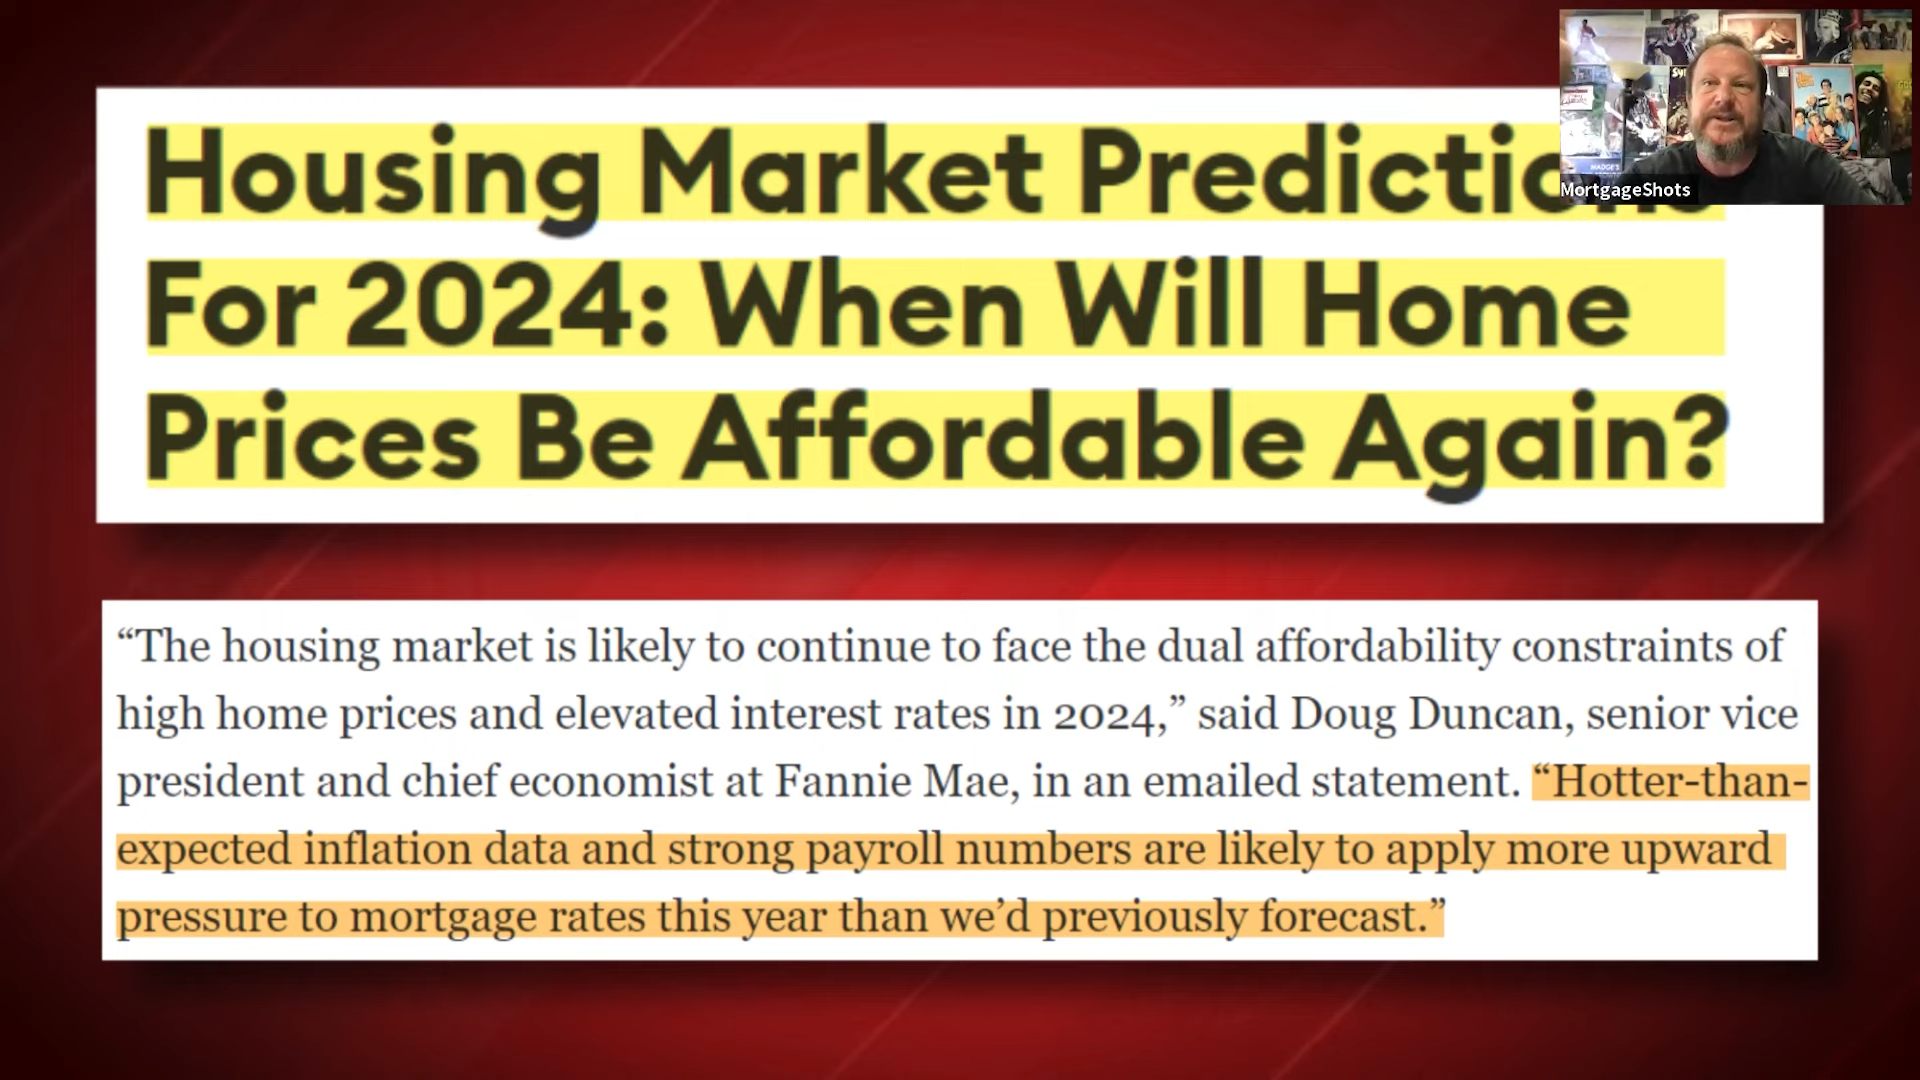 Housing Market Predictions
For 2024: When Will Home
Prices Be Affordable Again?
MortgageShots
“The housing market is likely to continue to face the dual affordability constraints of
high home prices and elevated interest rates in 2024,” said Doug Duncan, senior vice
president and chief economist at Fannie Mae, in an emailed statement. “Hotter-than-
expected inflation data and strong payroll numbers are likely to apply more upward
pressure to mortgage rates this year than we’d previously forecast.”